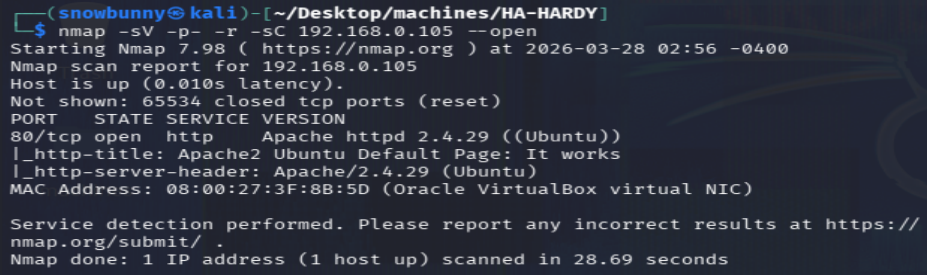 ┌──(snowbunny㉿kali)-[~/Desktop/machines/HA-HARDY]
└─$ nmap -sV -p- -r -sC 192.168.0.105 --open
Starting Nmap 7.98 ( https://nmap.org ) at 2026-03-28 02:56 -0400
Nmap scan report for 192.168.0.105
Host is up (0.010s latency).
Not shown: 65534 closed tcp ports (reset)
PORT   STATE SERVICE VERSION
80/tcp open  http    Apache httpd 2.4.29 ((Ubuntu))
|_http-title: Apache2 Ubuntu Default Page: It works
|_http-server-header: Apache/2.4.29 (Ubuntu)
MAC Address: 08:00:27:3F:8B:5D (Oracle VirtualBox virtual NIC)

Service detection performed. Please report any incorrect results at https://
nmap.org/submit/ .
Nmap done: 1 IP address (1 host up) scanned in 28.69 seconds